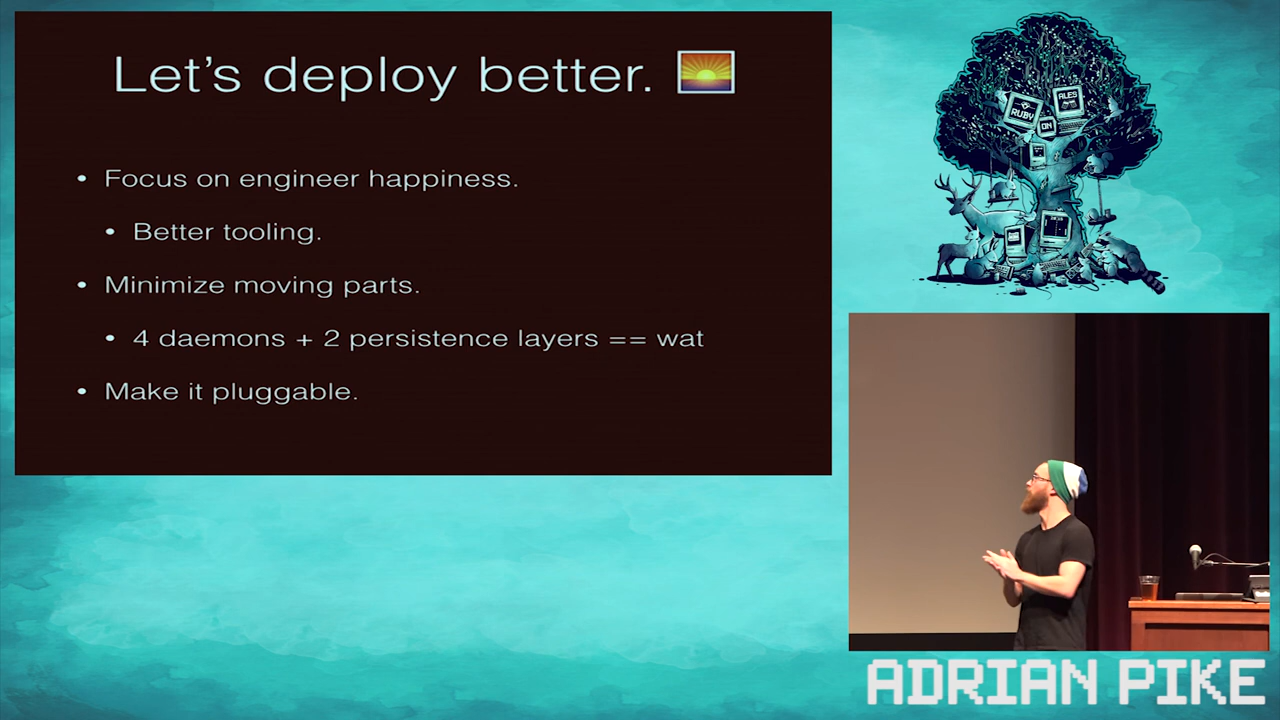 Let's deploy better.
• Focus on engineer happiness.
• Better tooling.
• Minimize moving parts.
• 4 daemons + 2 persistence layers == wat
• Make it pluggable.
RUBY
ON
ALES
ADRIAN PIKE